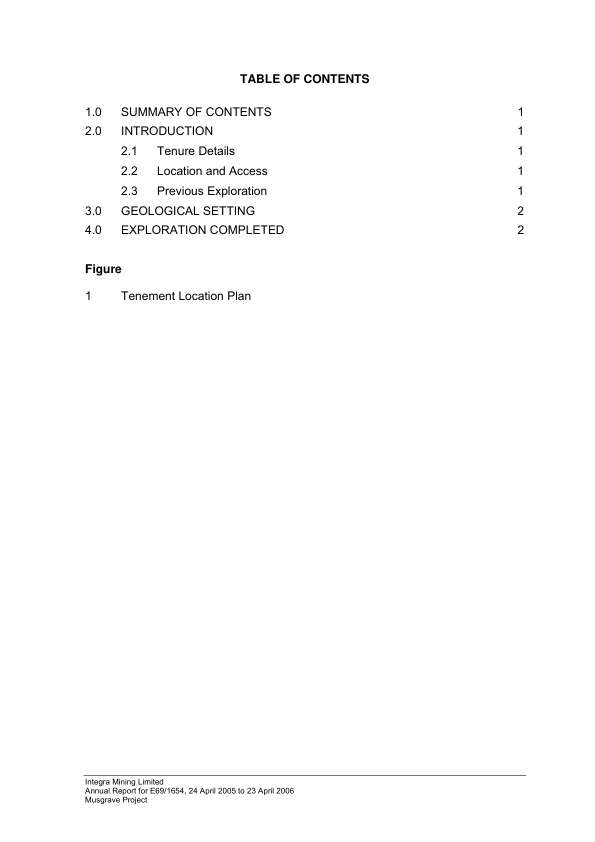 TABLE OF CONTENTS
1.0 SUMMARY OF CONTENTS 1
2.0 INTRODUCTION 1
2.1 Tenure Details 1
2.2 Location and Access 1
2.3 Previous Exploration 1
3.0 GEOLOGICAL SETTING 2
4.0 EXPLORATION COMPLETED 2
Figure
1 Tenement Location Plan
Integra Mining Limited
Annual Report for E69/1654, 24 April 2005 to 23 April 2006
Musgrave Project